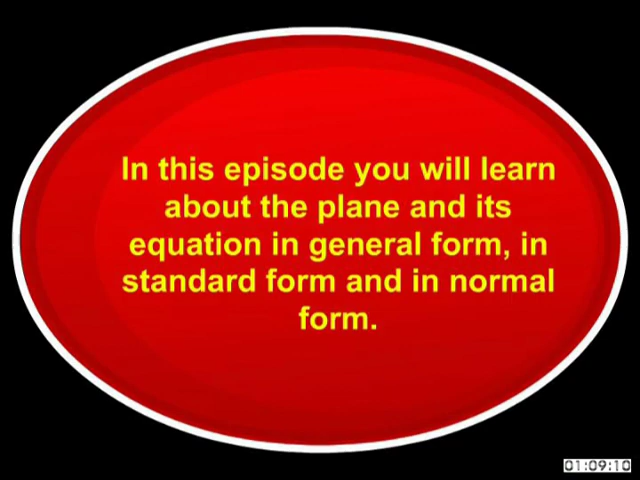 In this episode you will learn
about the plane and its
equation in general form, in
standard form and in normal
form.
01:09:10